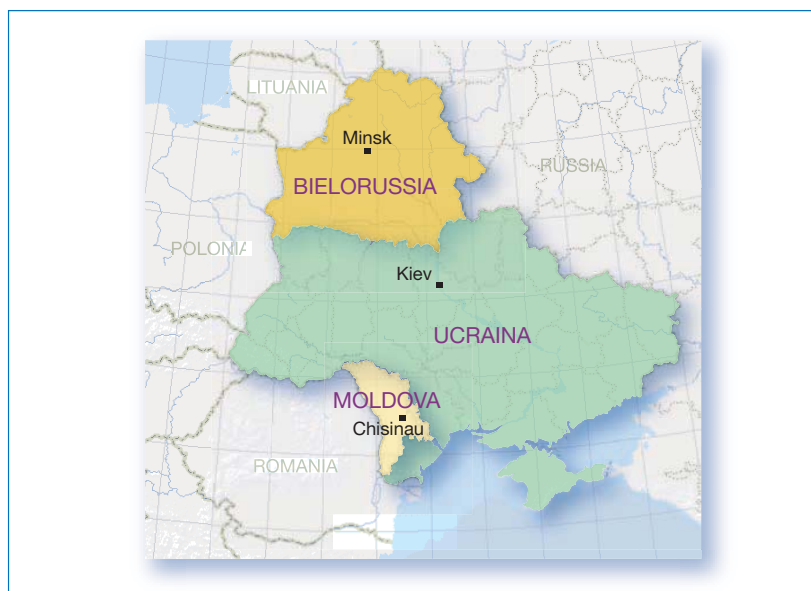 LITUANIA
Minsk
RUSSIA
BIELORUSSIA
POLONIA
Kiev
UCRAINA
MOLDOVA
Chisinau
ROMANIA